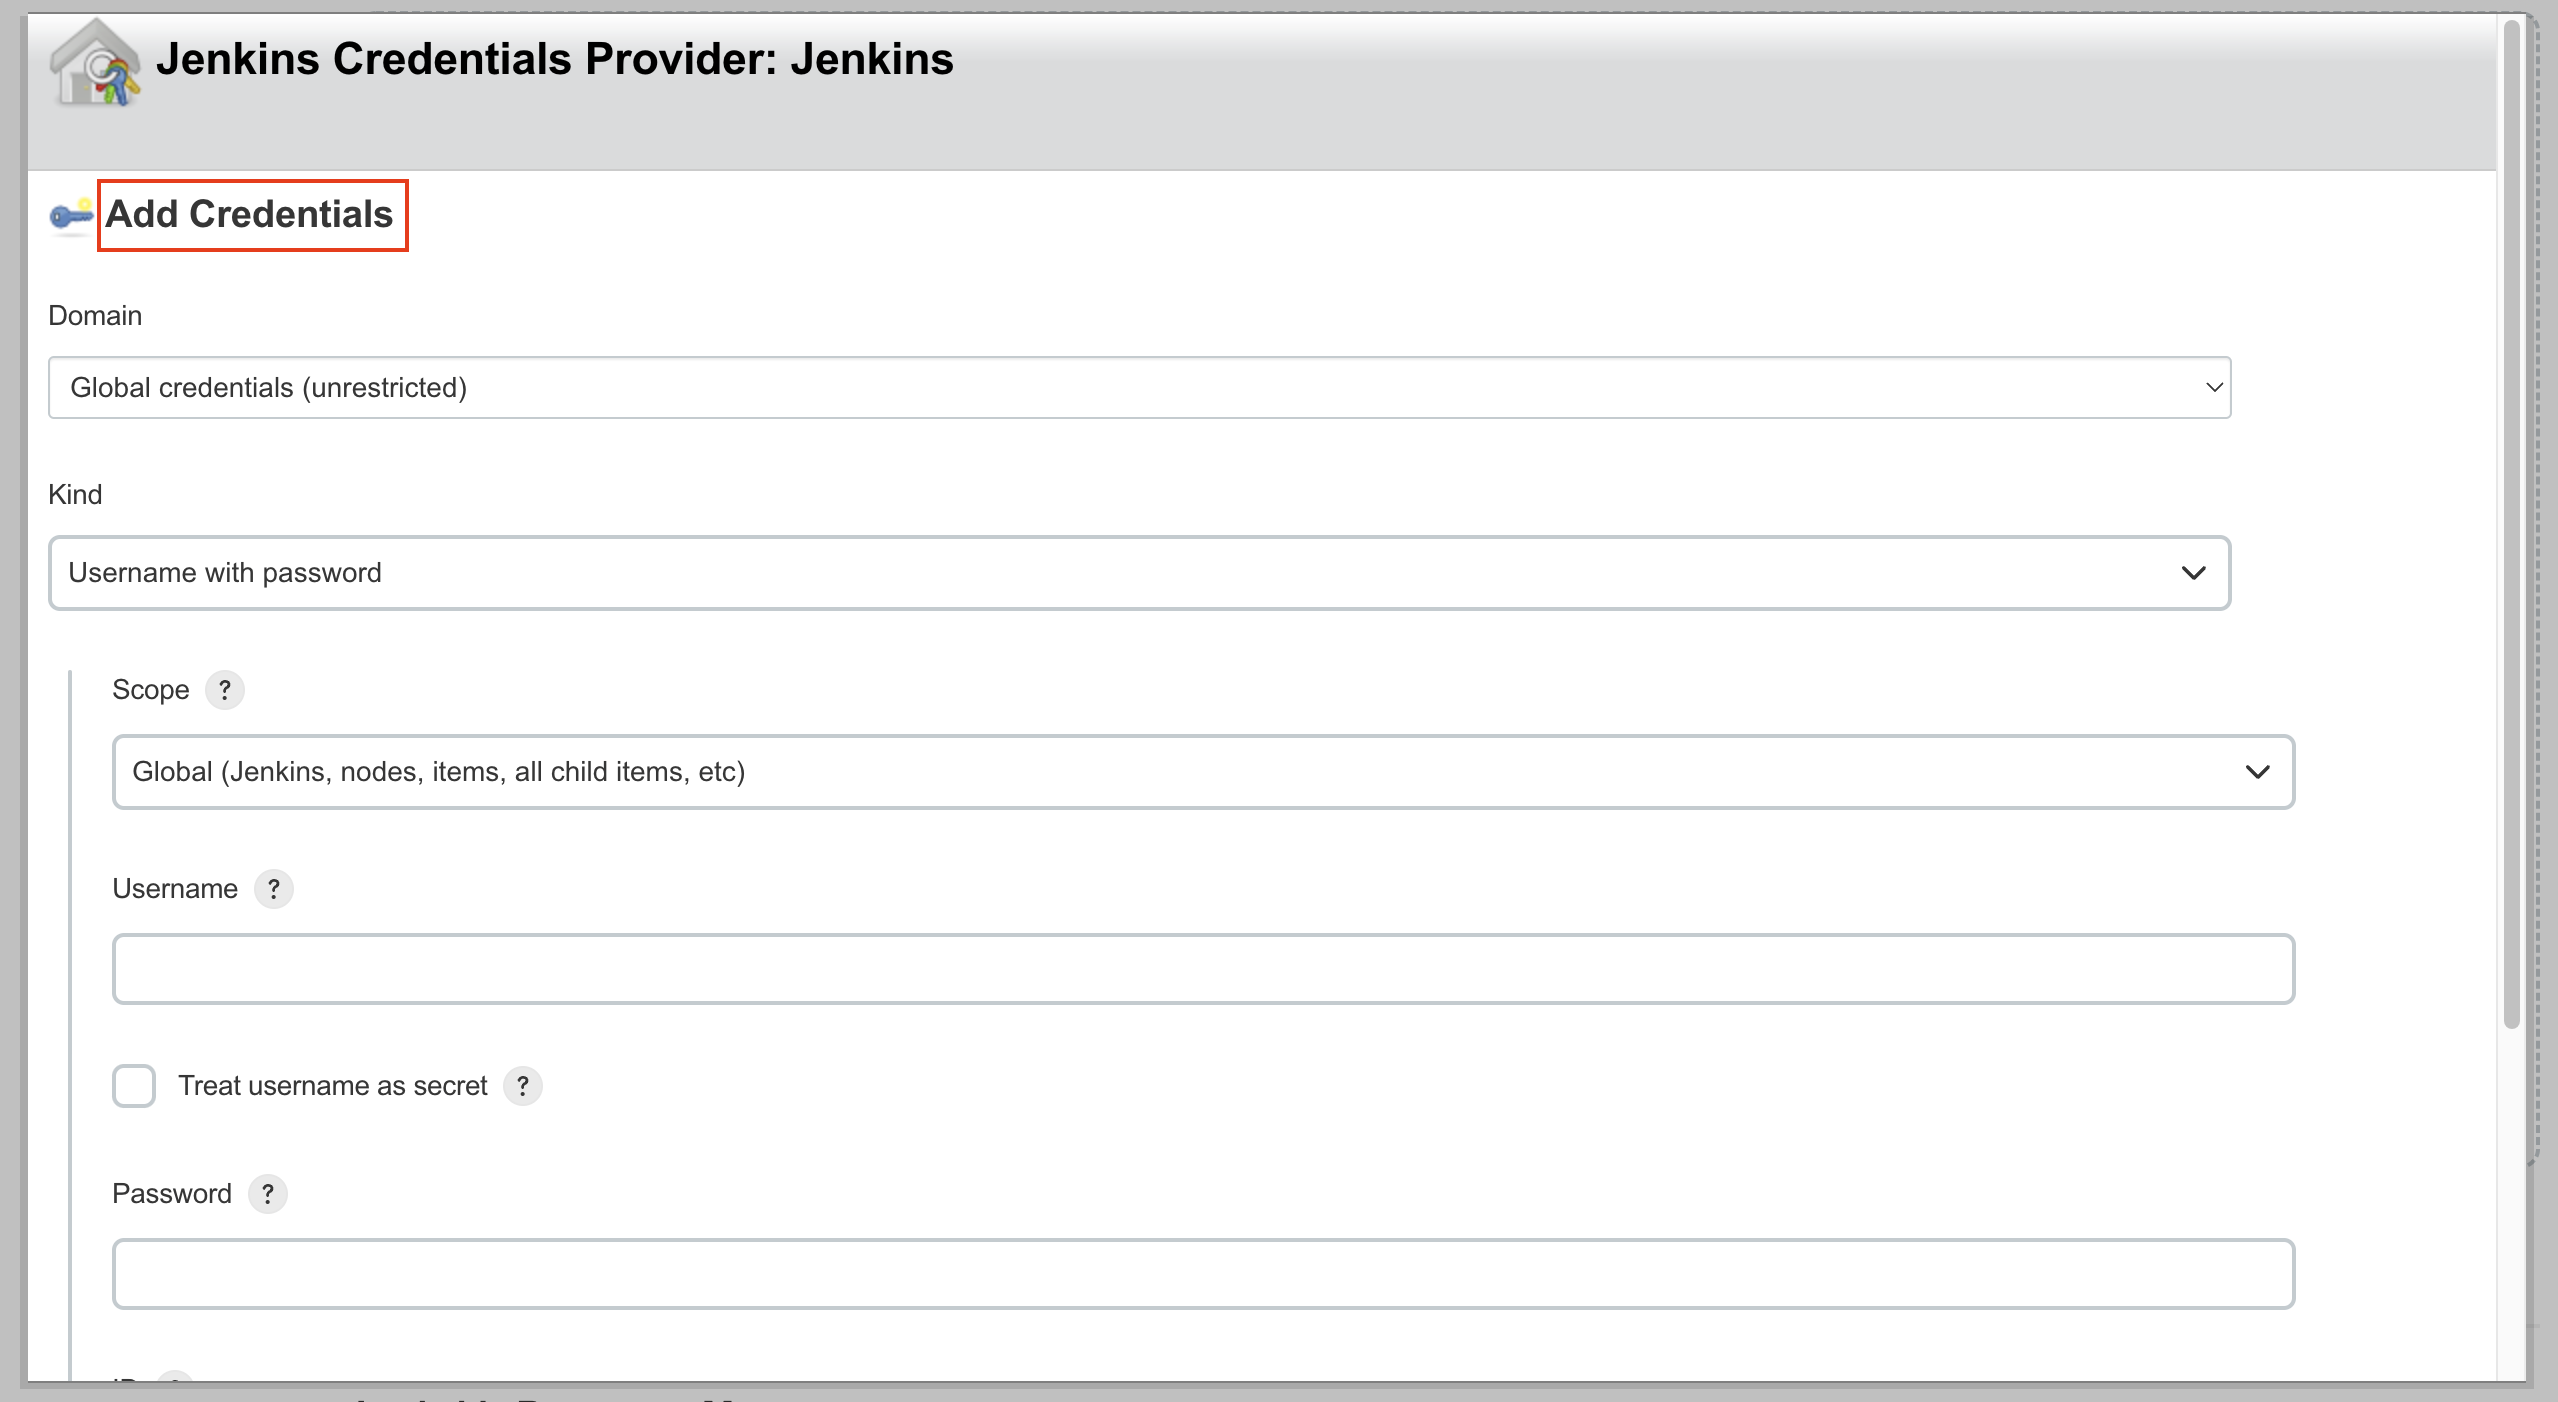 Jenkins Credentials Provider: Jenkins
Add Credentials
Domain
Global credentials (unrestricted)
Kind
Username with password
Scope ?
Global (Jenkins, nodes, items, all child items, etc)
Username ?
Treat username as secret ?
Password ?